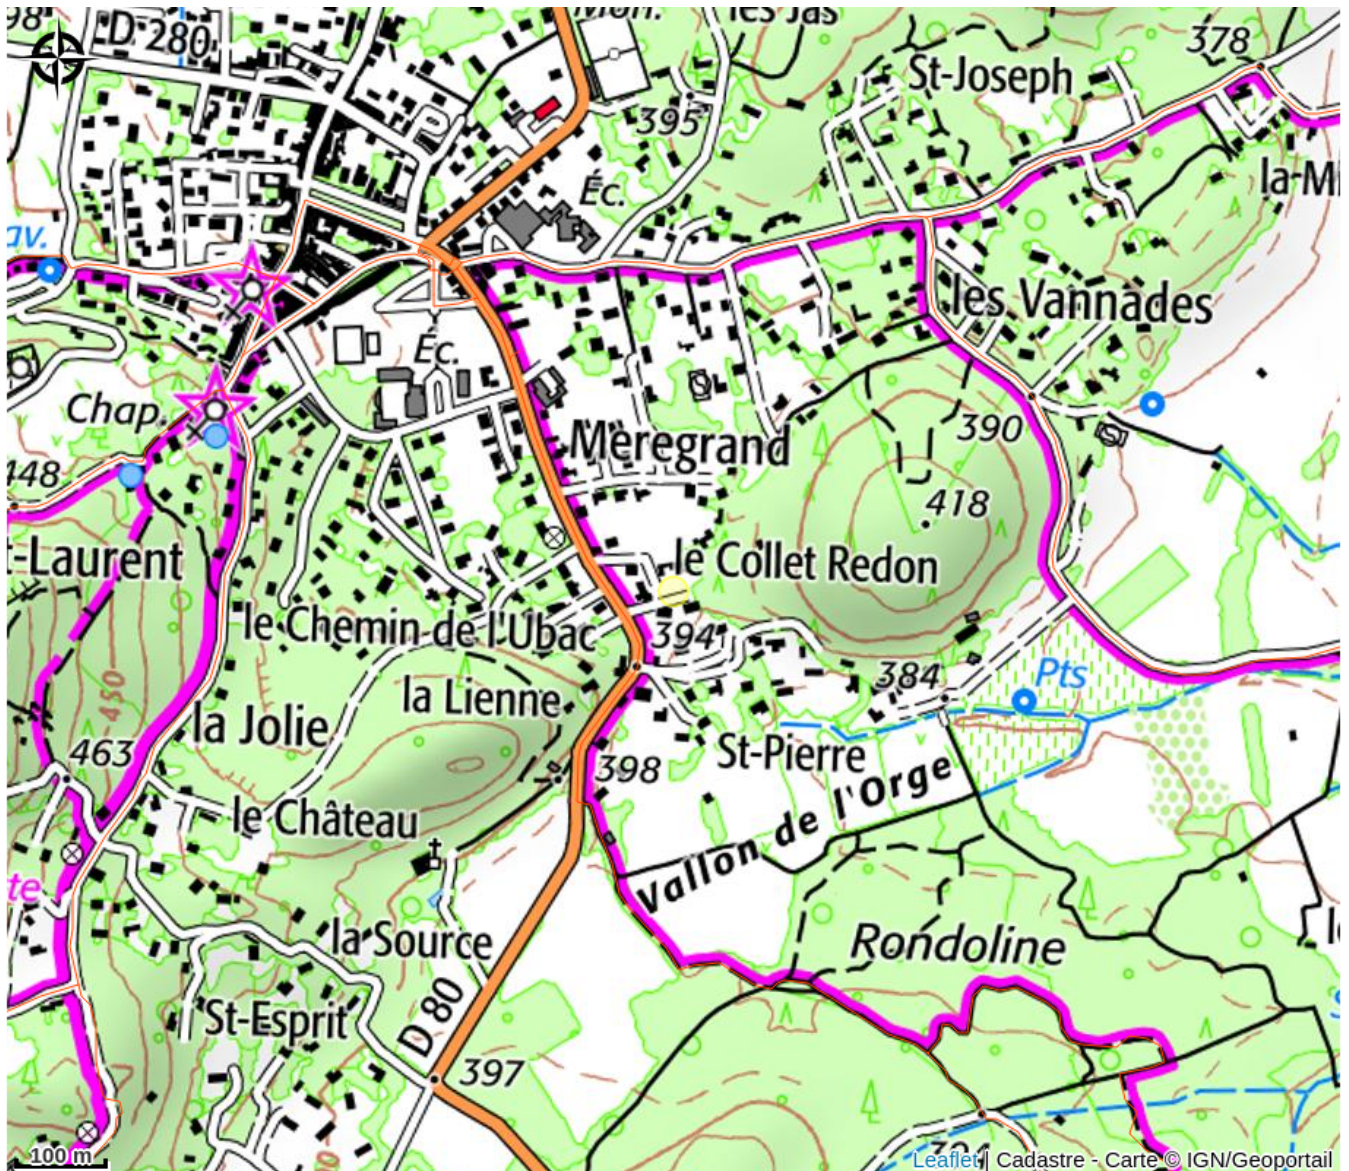 98
D 280
les Jas
378
St-Joseph
395
Éc.
la-M
av.
les Vannades
Éc.
Chap.
390
Meregrand
448
418
t-Laurent
le Collet Redon
le Chemin de l'Ubac
394
450
la Lienne
384
Pts
la Jolie
463
398
St-Pierre
le Château
Vallon de l'Orge
te
la Source
Rondoline
St-Esprit
D 80
397
100 m
Leaflet | Cadastre - Carte © IGN/Geoportail